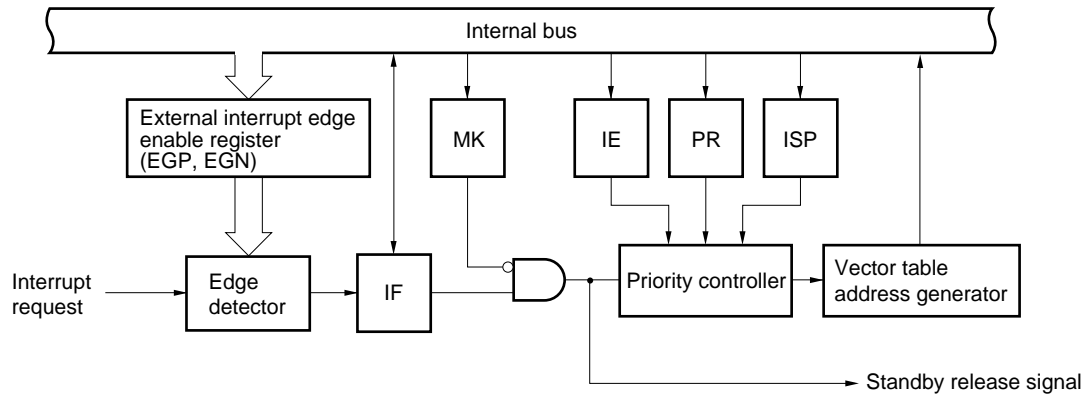 Internal bus
External interrupt edge
enable register
(EGP, EGN)
MK
IE
PR
ISP
Interrupt
request
Edge
detector
IF
Priority controller
Vector table
address generator
Standby release signal